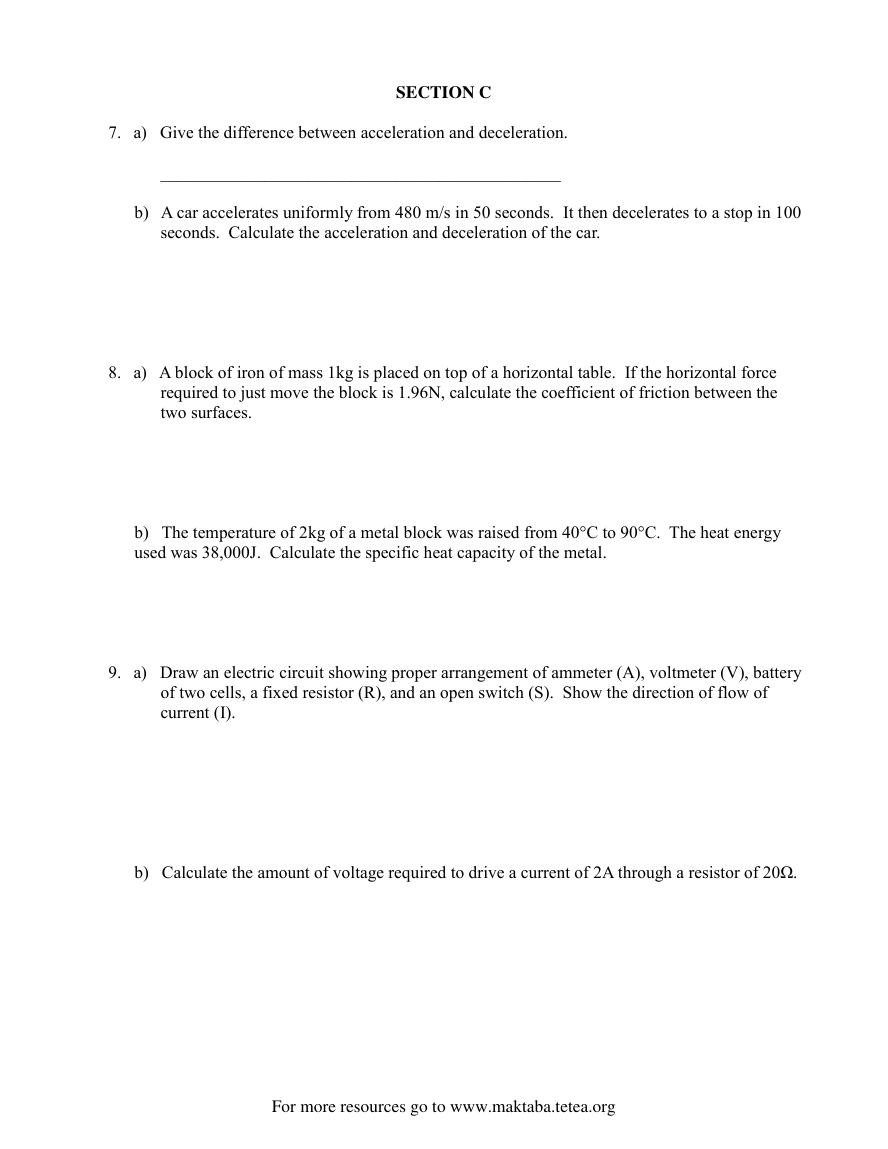 SECTION C
7. a) Give the difference between acceleration and deceleration.
b) A car accelerates uniformly from 480 m/s in 50 seconds. It then decelerates to a stop in 100
seconds. Calculate the acceleration and deceleration of the car.
8. a) A block of iron of mass 1kg is placed on top of a horizontal table. If the horizontal force
required to just move the block is 1.96N, calculate the coefficient of friction between the
two surfaces.
b) The temperature of 2kg of a metal block was raised from 40°C to 90°C. The heat energy
used was 38,000J. Calculate the specific heat capacity of the metal.
9. a) Draw an electric circuit showing proper arrangement of ammeter (A), voltmeter (V), battery
of two cells, a fixed resistor (R), and an open switch (S). Show the direction of flow of
current (I).
b) Calculate the amount of voltage required to drive a current of 2A through a resistor of 20Ω.
For more resources go to www.maktaba.tetea.org